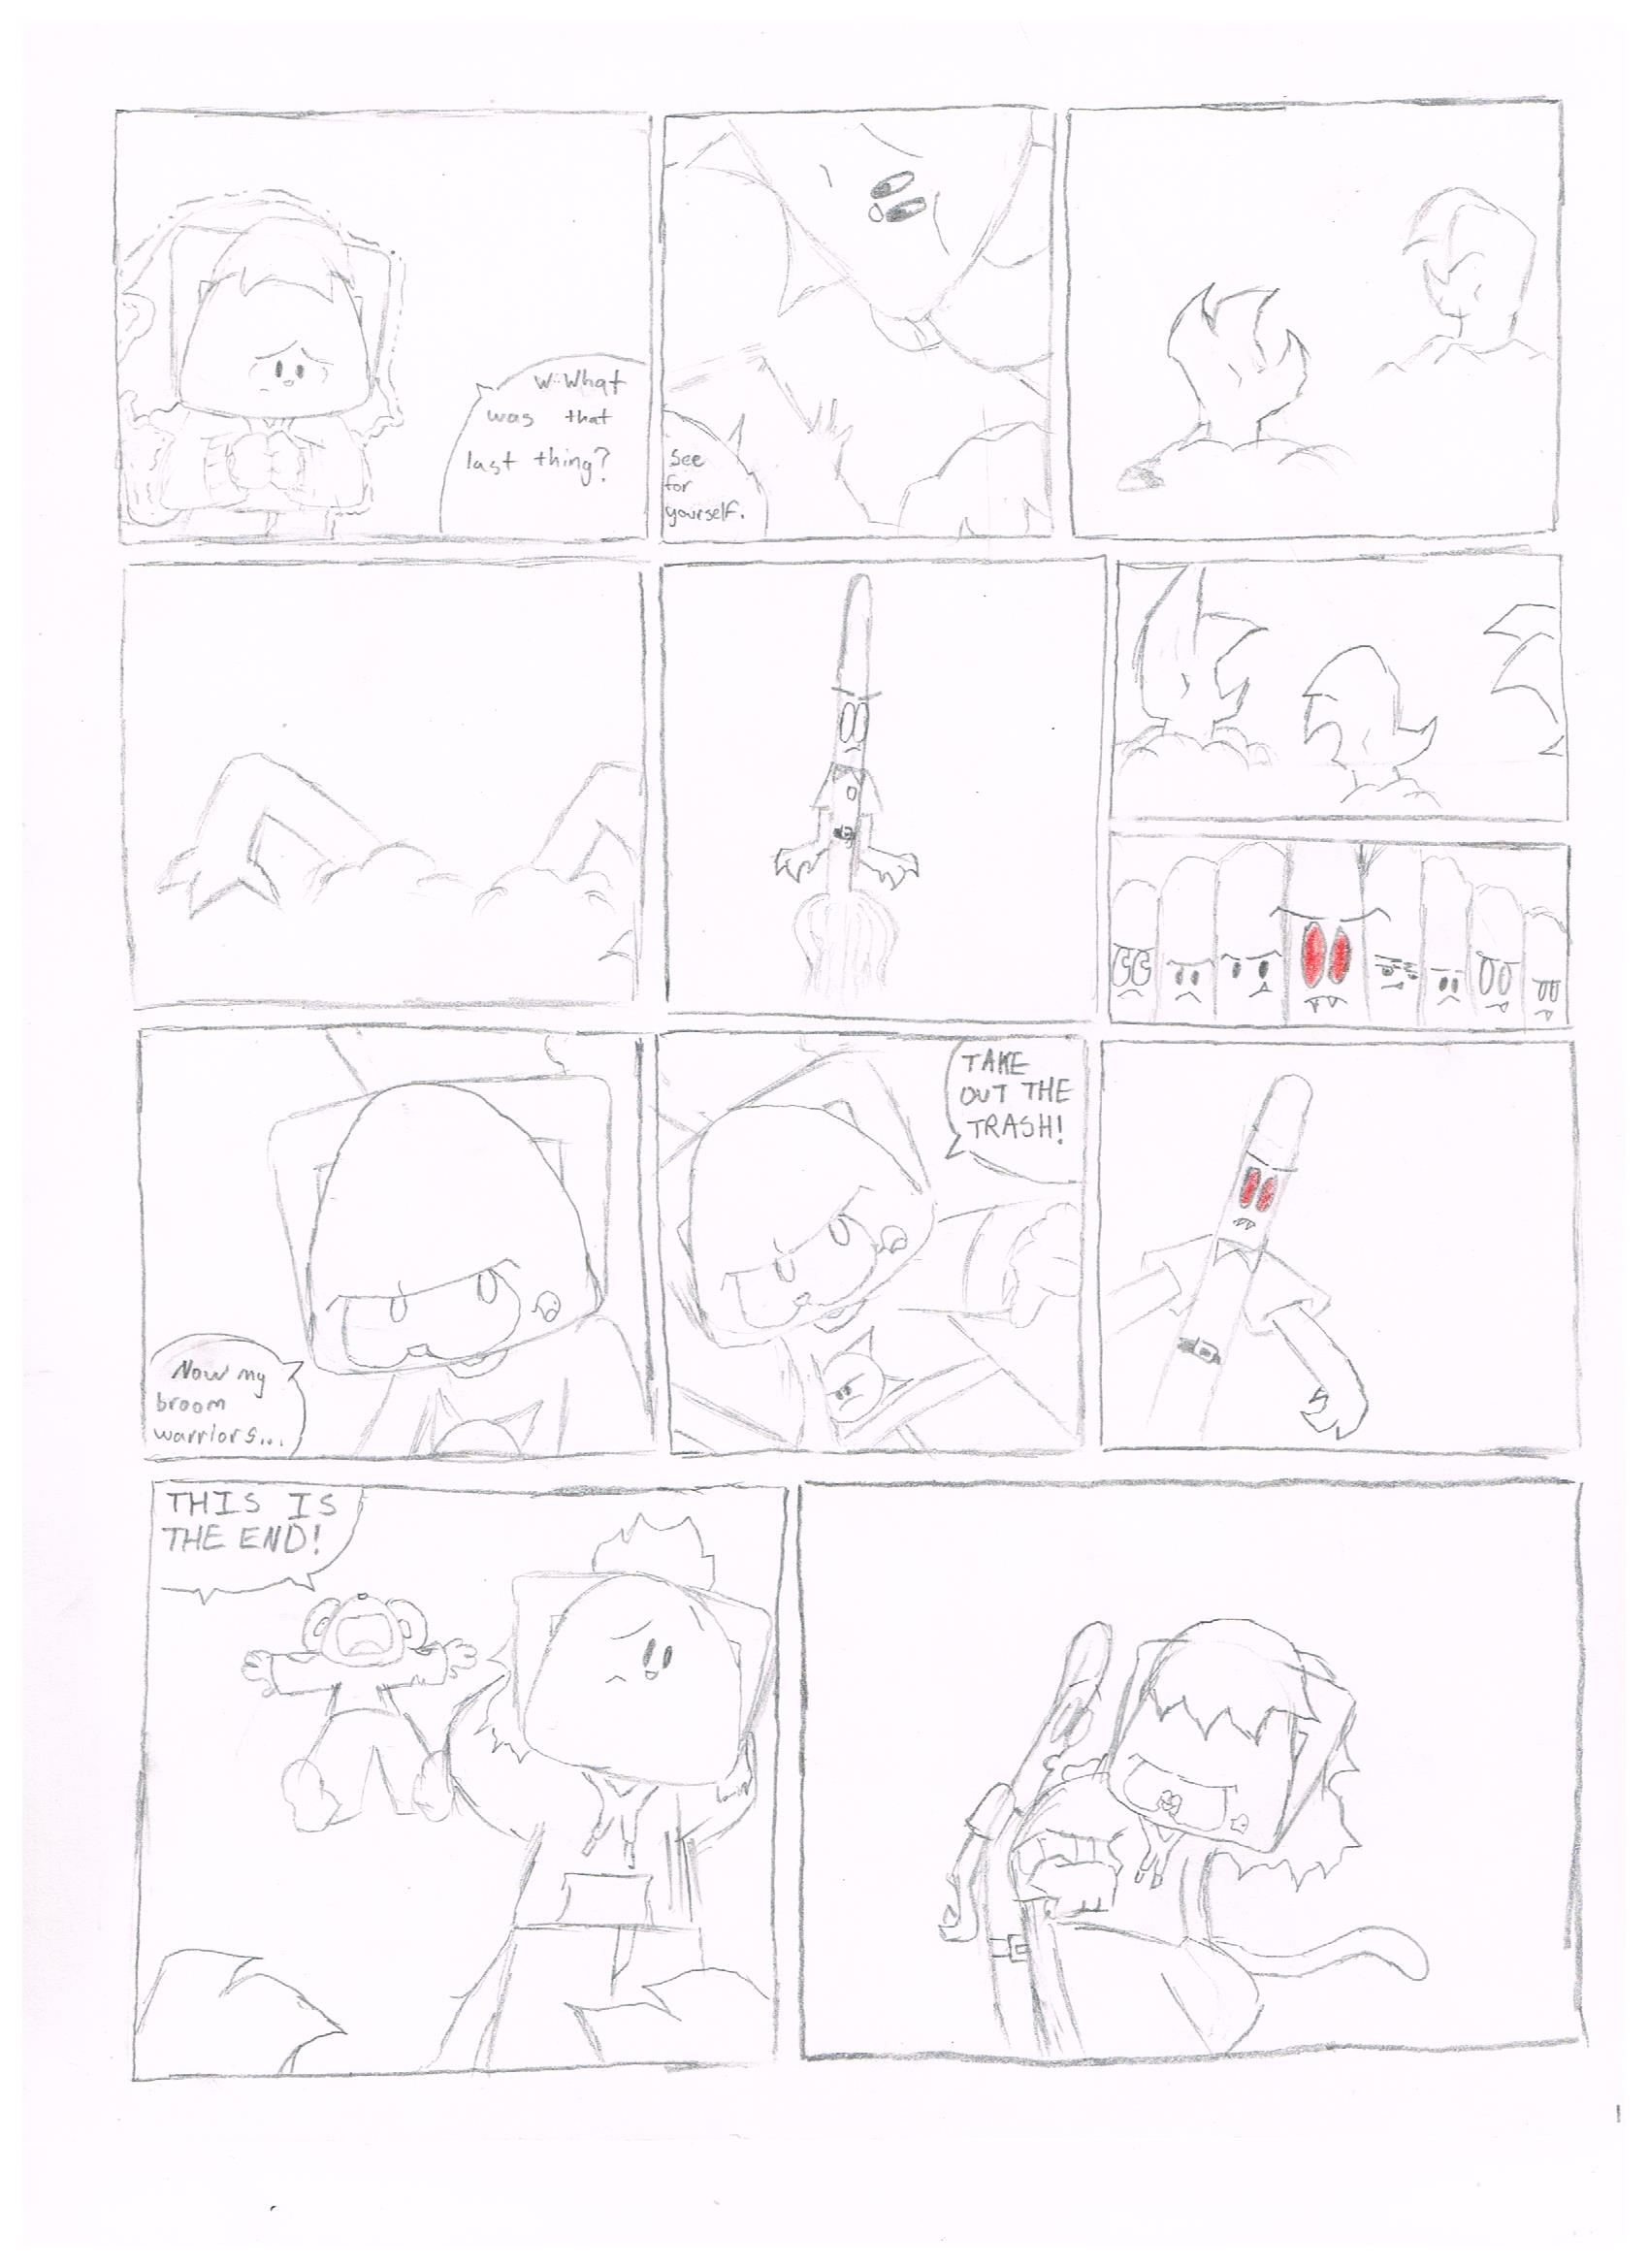 W-What
was that
last thing?
See
for
yourself.
Now my
broom
warriors...
TAKE
OUT THE
TRASH!
THIS IS
THE END!